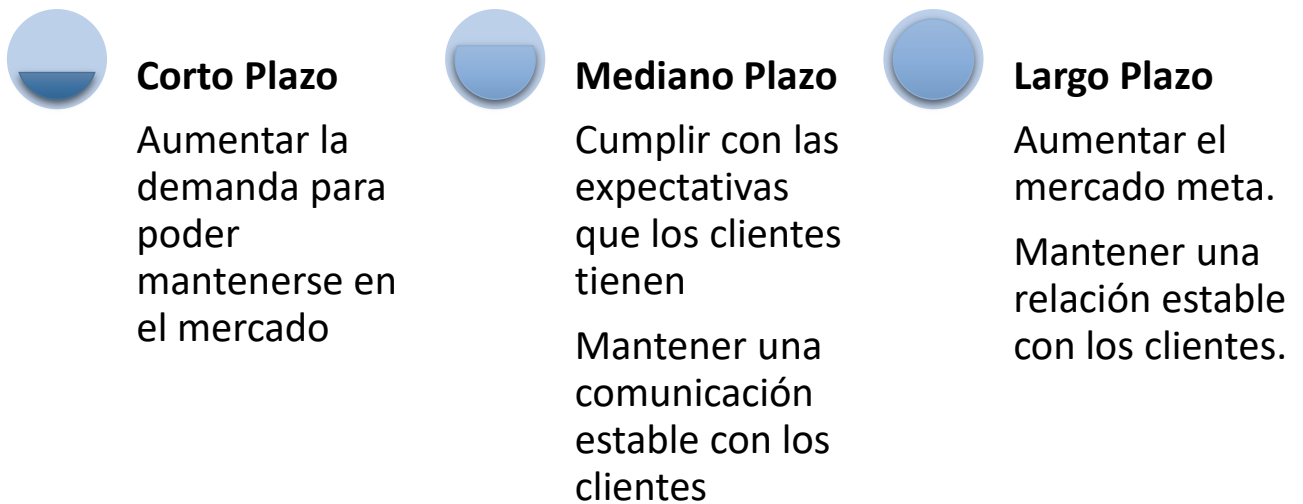 Corto Plazo
Aumentar la
demanda para
poder
mantenerse en
el mercado
Mediano Plazo
Cumplir con las
expectativas
que los clientes
tienen
Mantener una
comunicación
estable con los
clientes
Largo Plazo
Aumentar el
mercado meta.
Mantener una
relación estable
con los clientes.